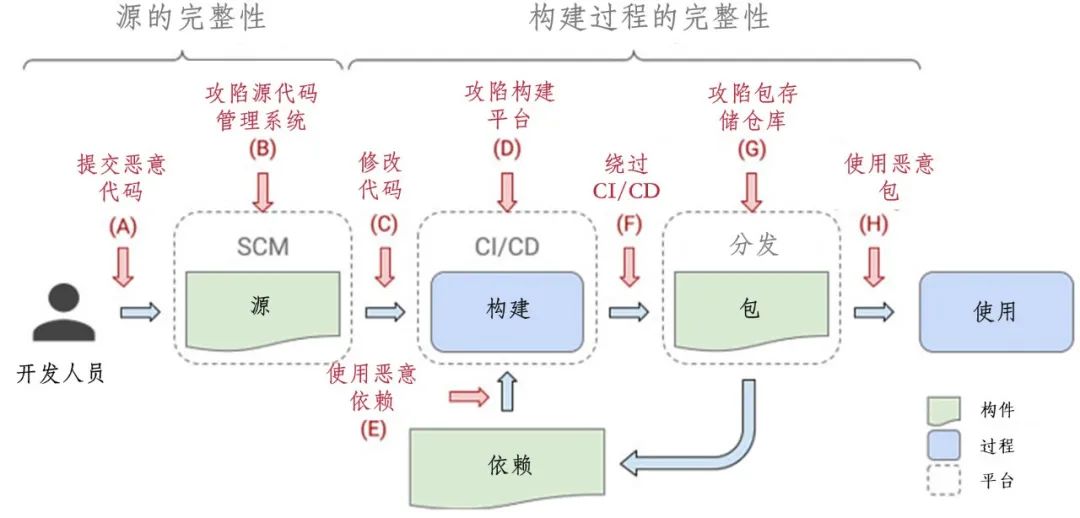 源的完整性
构建过程的完整性
攻陷源代码
管理系统
(B)
攻陷构建
平台
(D)
攻陷包存
储仓库
(G)
提交恶意
代码
(A)
修改
代码
(C)
绕过
CI/CD
(F)
使用恶意
包
(H)
SCM
源
CI/CD
构建
分发
包
使用
开发人员
使用恶意
依赖
(E)
依赖
构件
过程
平台